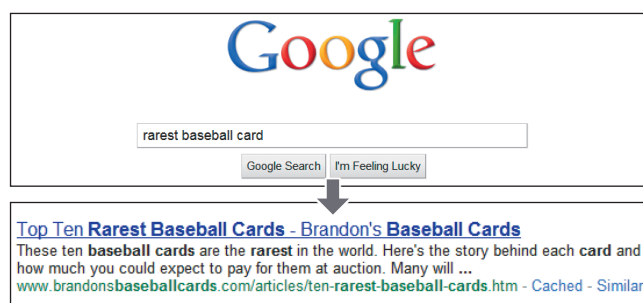 Google
rarest baseball card
Google Search I'm Feeling Lucky
Top Ten Rarest Baseball Cards - Brandon's Baseball Cards
These ten baseball cards are the rarest in the world. Here's the story behind each card and
how much you could expect to pay for them at auction. Many will ...
www.brandonsbaseballcards.com/articles/ten-rarest-baseball-cards.htm - Cached - Similar